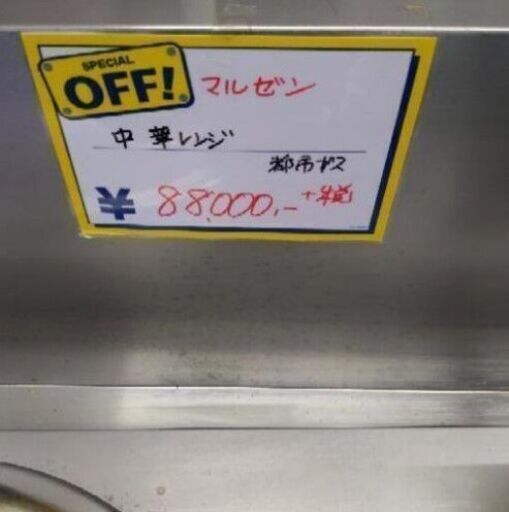 SPECIAL
OFF!
マルゼン
中華レンジ
都市ガス
¥ 88,000,- +税